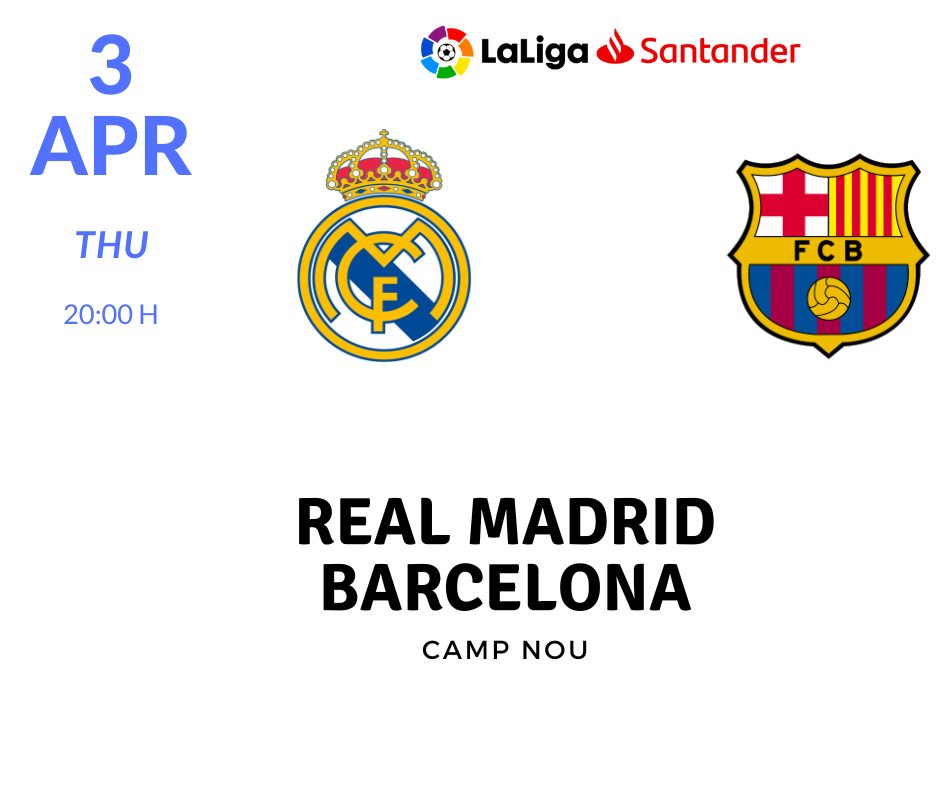 3
APR
THU
20:00 H
LaLiga Santander
FCB
REAL MADRID
BARCELONA
CAMP NOU